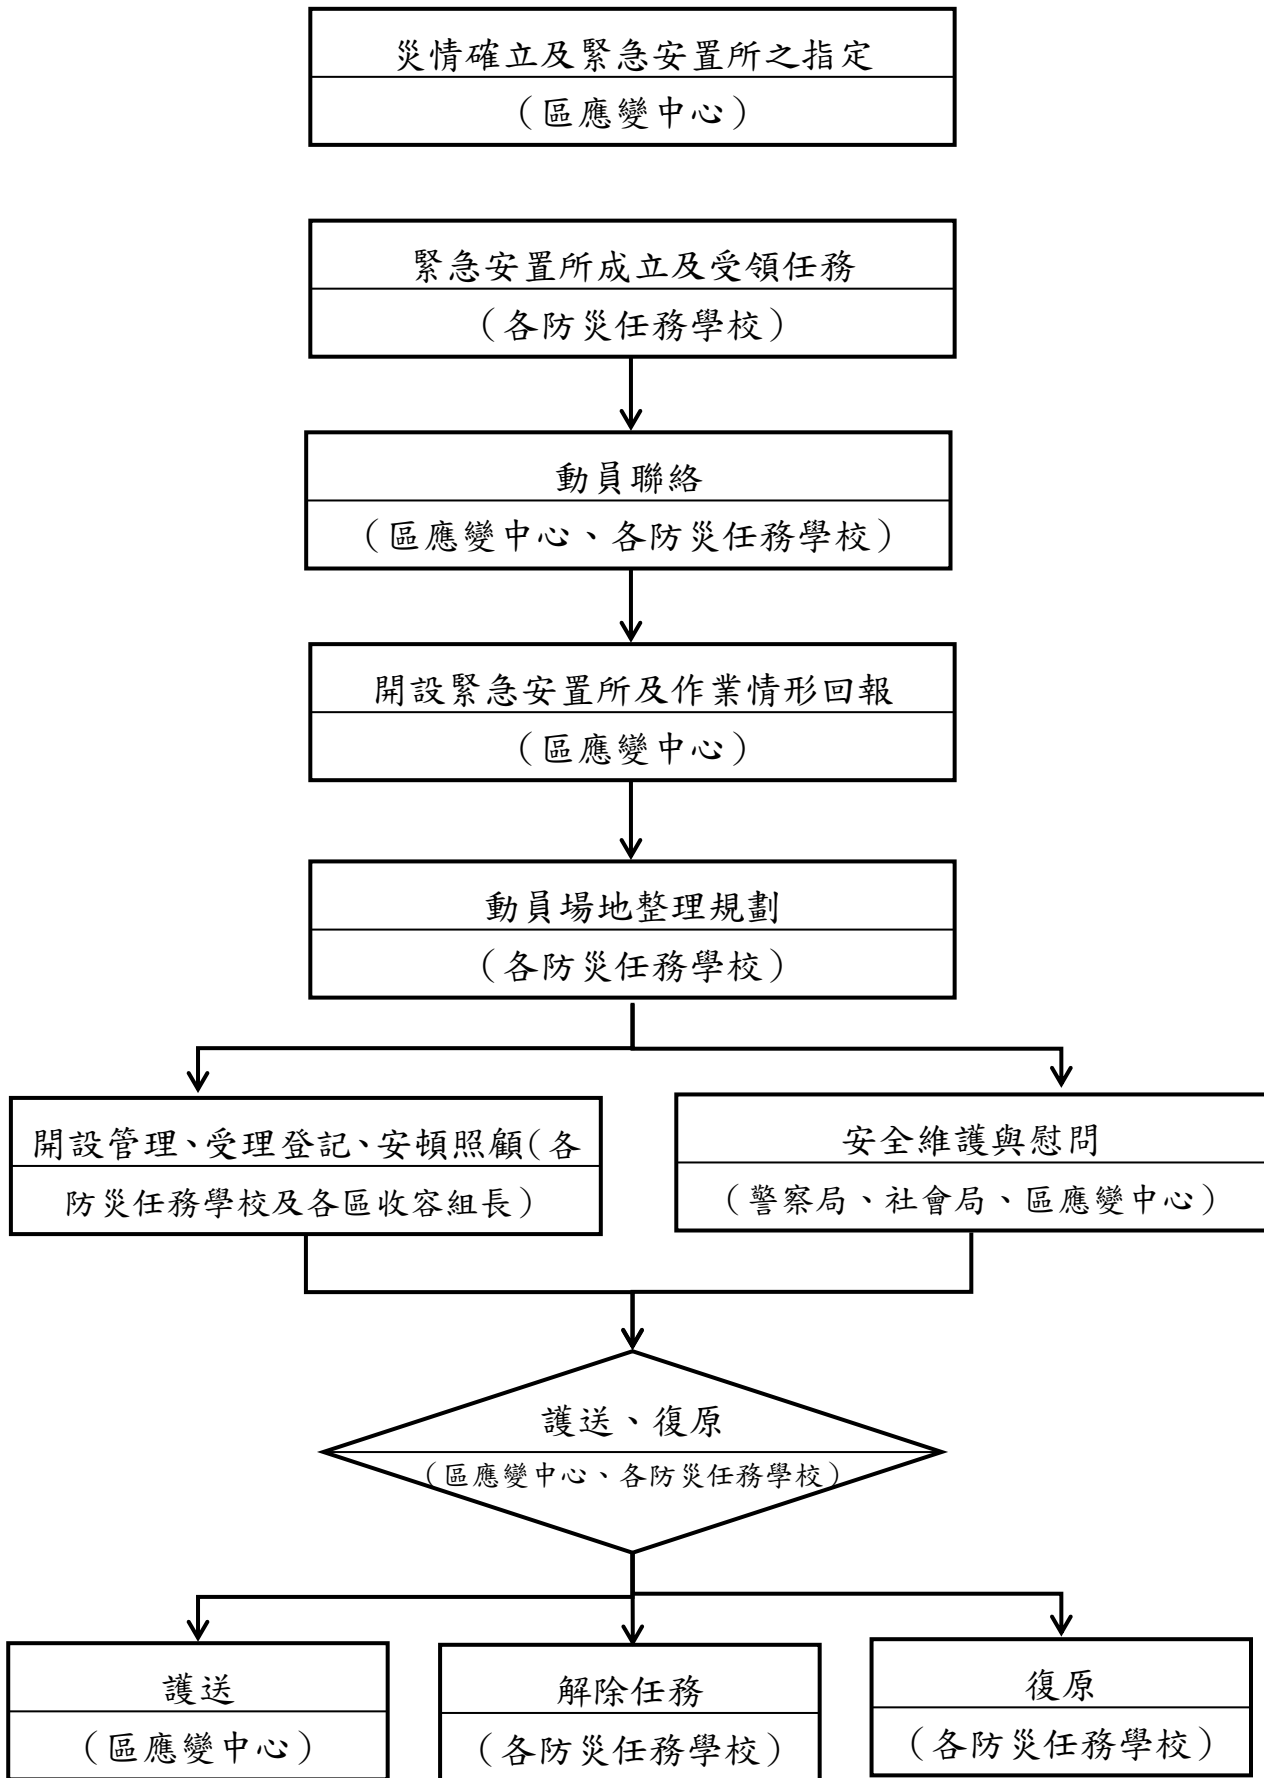 災情確立及緊急安置所之指定
（區應變中心）
緊急安置所成立及受領任務
（各防災任務學校）
動員聯絡
（區應變中心、各防災任務學校）
開設緊急安置所及作業情形回報
（區應變中心）
動員場地整理規劃
（各防災任務學校）
開設管理、受理登記、安頓照顧(各
防災任務學校及各區收容組長）
安全維護與慰問
（警察局、社會局、區應變中心）
護送、復原
（區應變中心、各防災任務學校）
護送
（區應變中心）
解除任務
（各防災任務學校）
復原
（各防災任務學校）